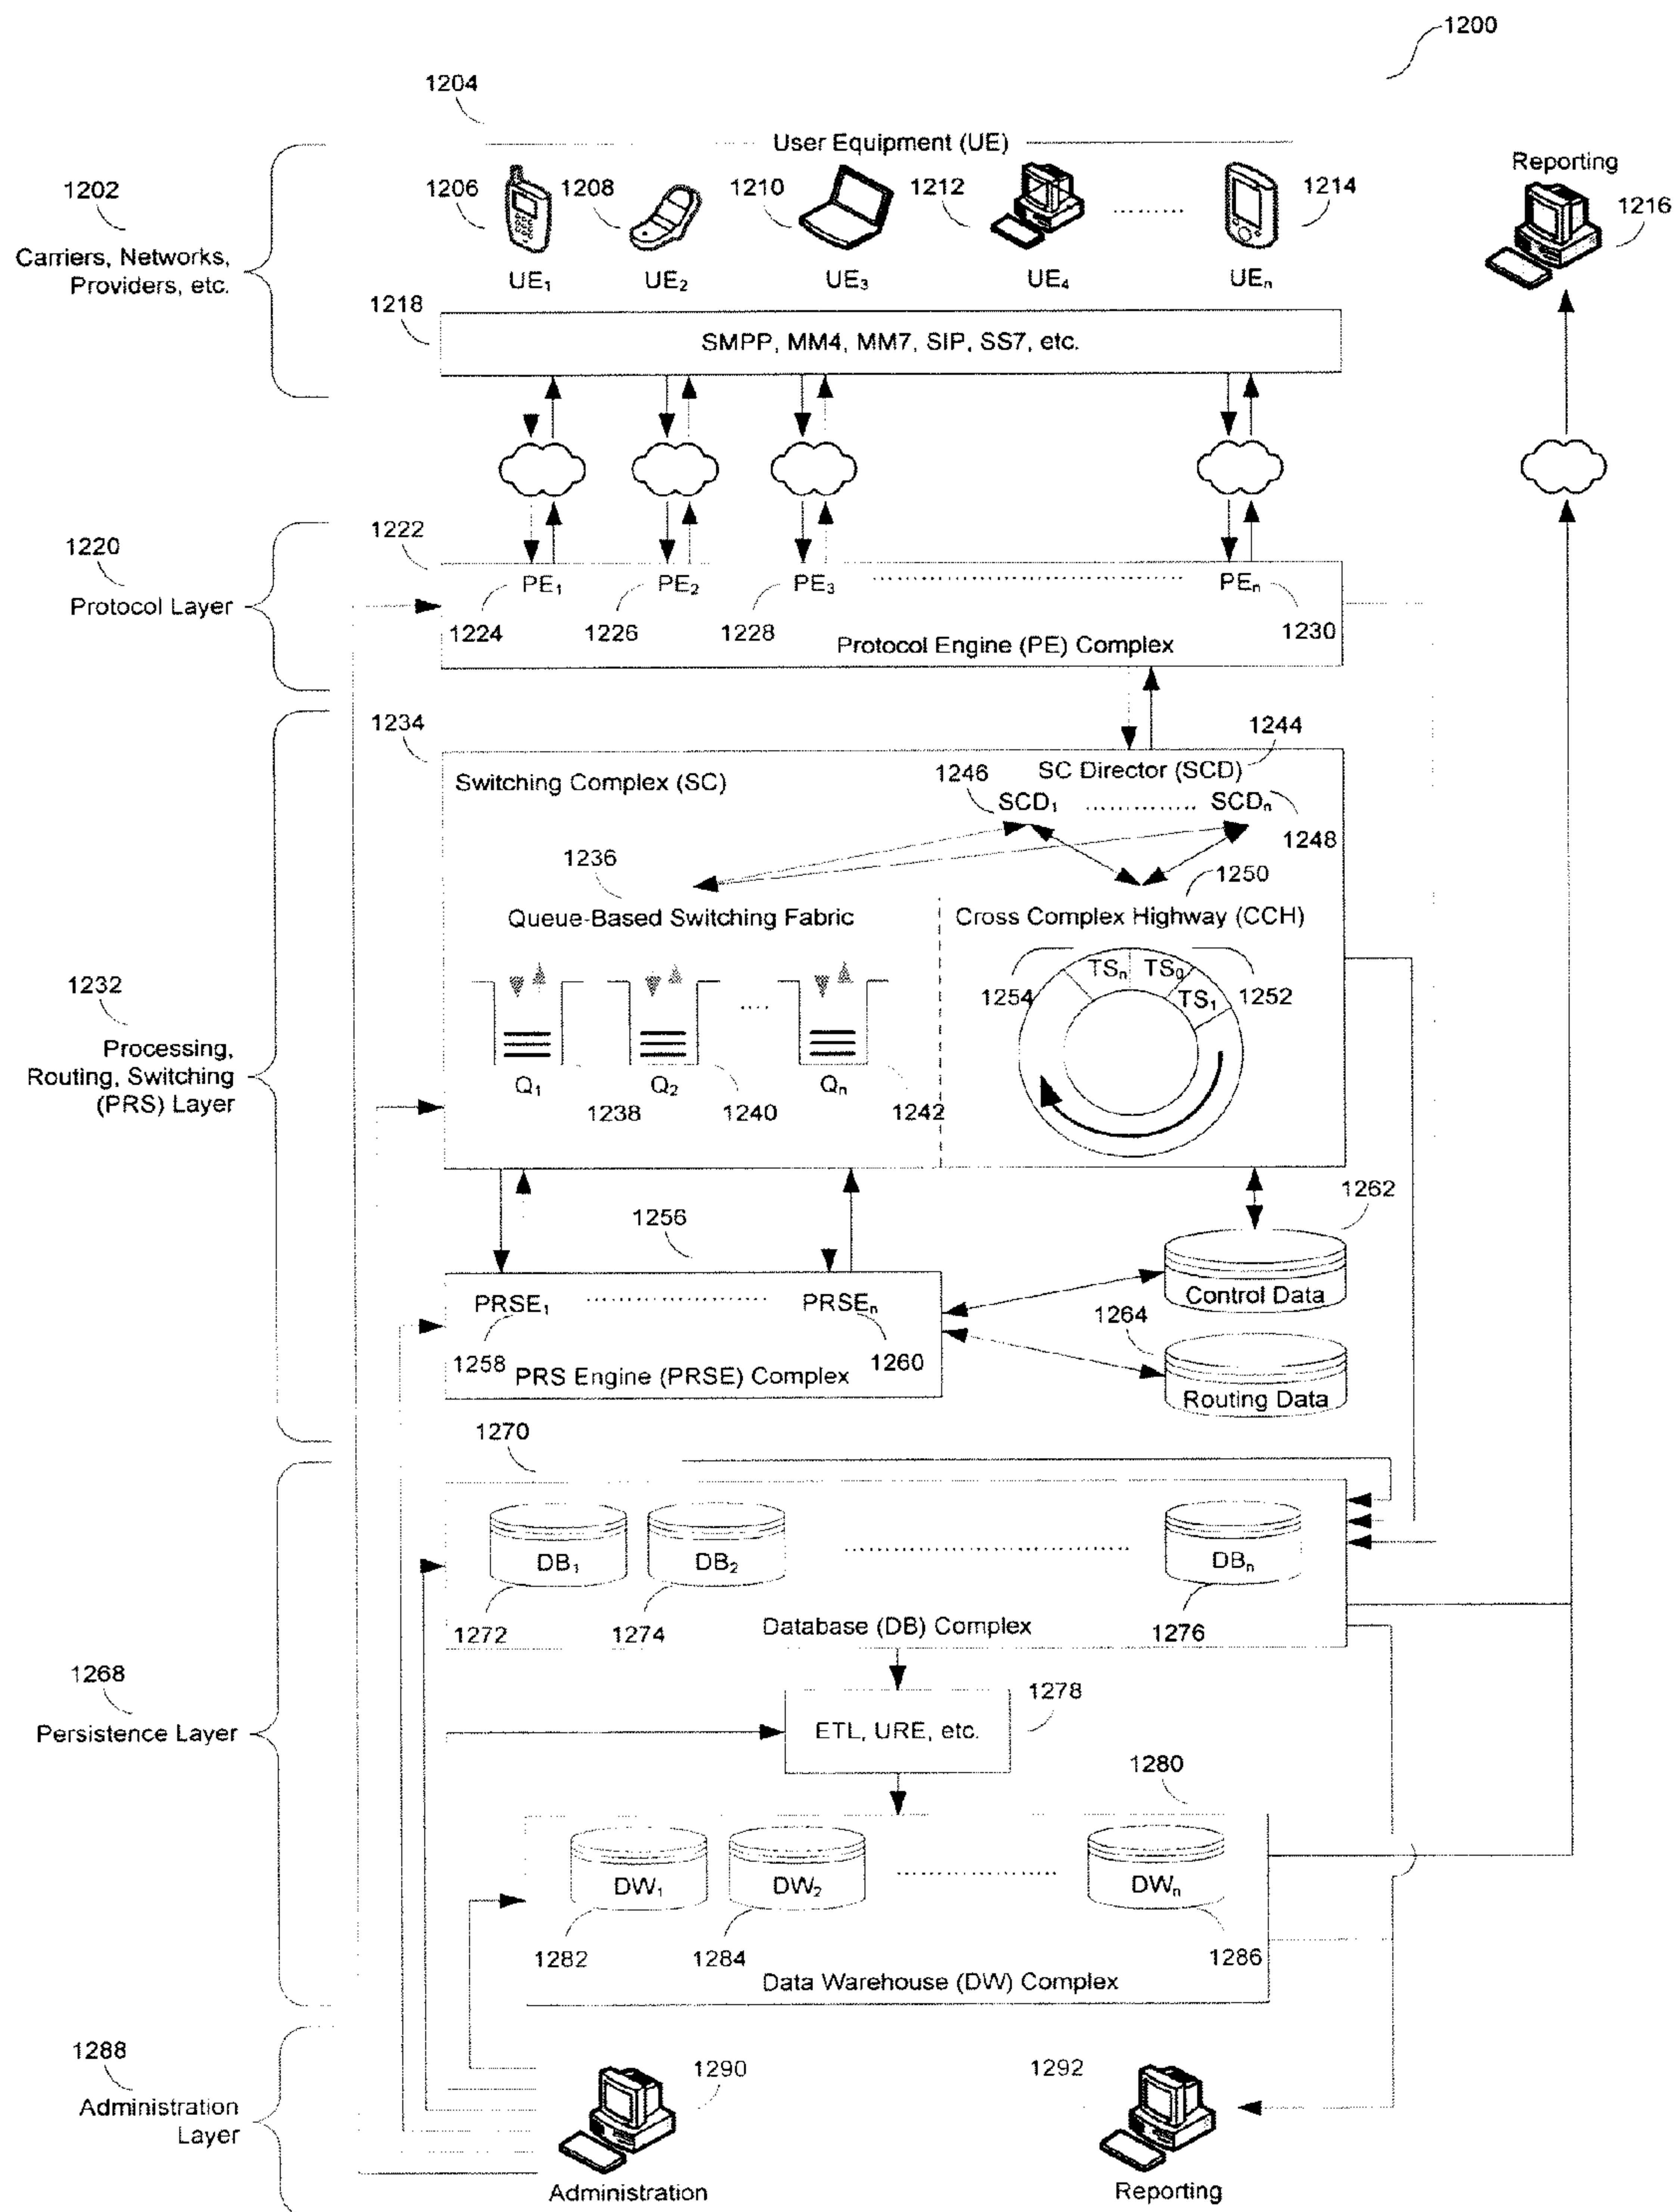 1200
1204
User Equipment (UE)
Reporting
1202
1206
1208
1210
1212
1214
1216
Carriers, Networks,
Providers, etc.
UE₁
UE₂
UE₃
UE₄
UEₙ
1218
SMPP, MM4, MM7, SIP, SS7, etc.
1220
Protocol Layer
1222
PE₁
PE₂
PE₃
PEₙ
1224
1226
1228
1230
Protocol Engine (PE) Complex
1234
1244
Switching Complex (SC)
1246
SC Director (SCD)
SCD₁
SCDₙ
1248
1236
1250
Queue-Based Switching Fabric
Cross Complex Highway (CCH)
1232
Processing,
Routing, Switching
(PRS) Layer
1254
TSₙ
TS₀
TS₁
1252
Q₁
Q₂
Qₙ
1238
1240
1242
1256
1262
PRSE₁
PRSEₙ
Control Data
1258
1260
1264
PRS Engine (PRSE) Complex
Routing Data
1270
DB₁
DB₂
DBₙ
1272
1274
1276
Database (DB) Complex
1268
Persistence Layer
1278
ETL, URE, etc.
1280
DW₁
DW₂
DWₙ
1282
1284
1286
Data Warehouse (DW) Complex
1288
Administration
Layer
1290
1292
Administration
Reporting